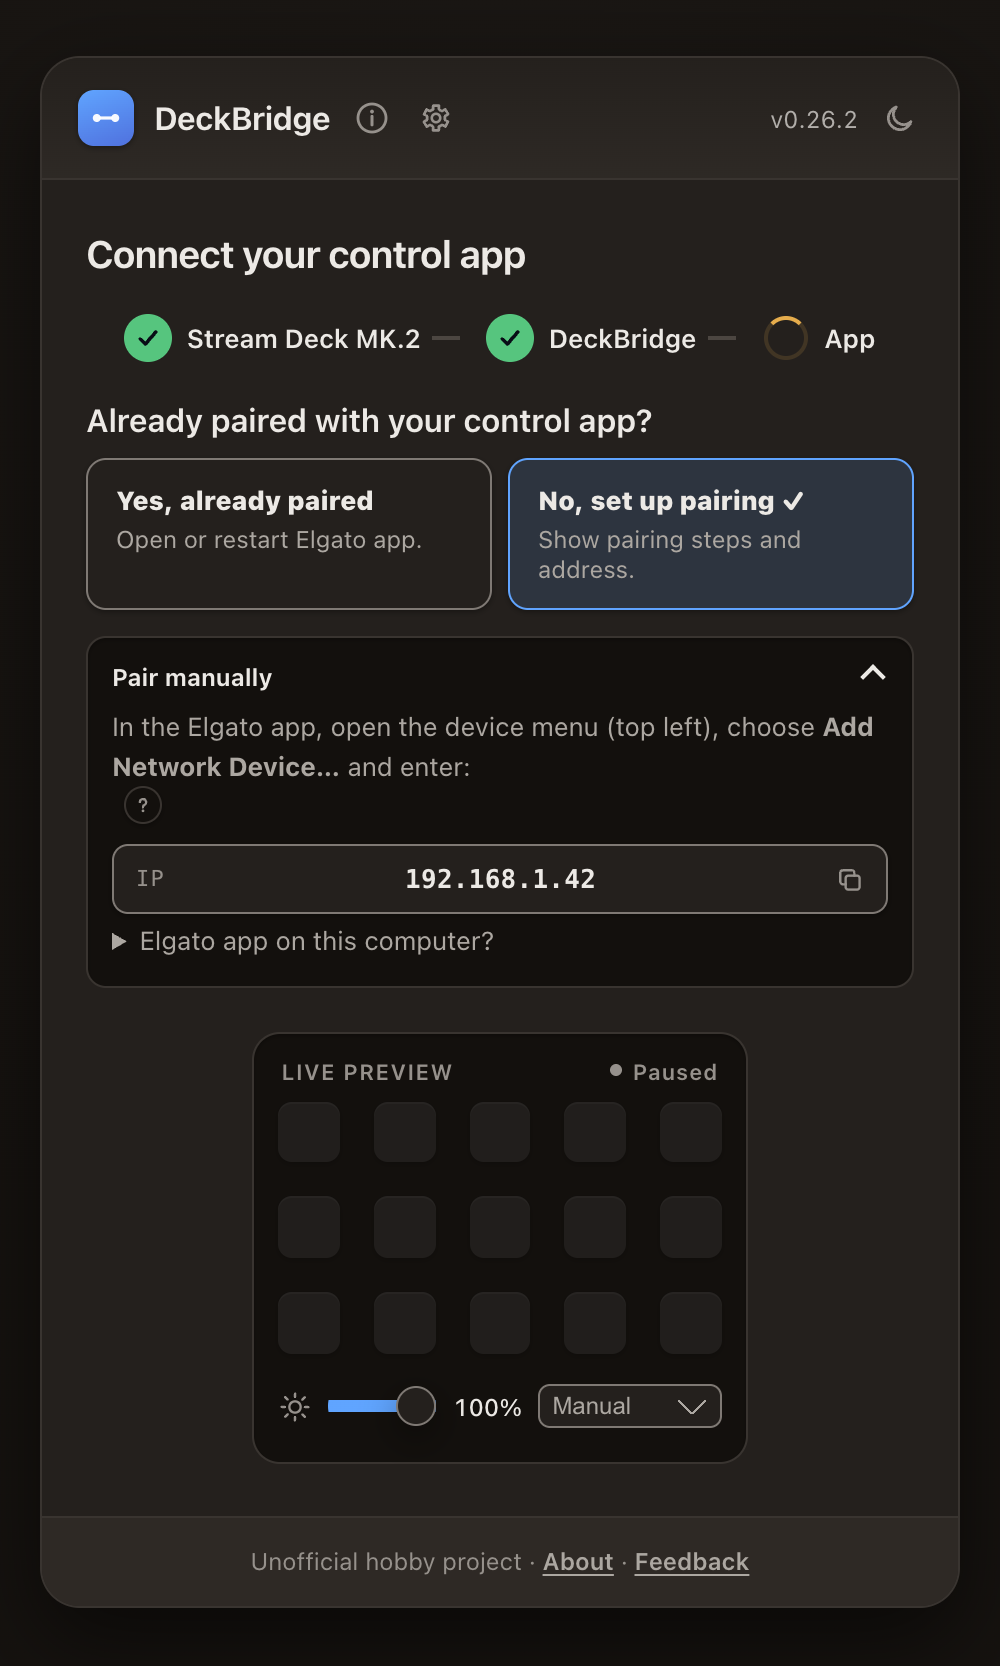 DeckBridge
v0.26.2
Connect your control app
Stream Deck MK.2
DeckBridge
App
Already paired with your control app?
Yes, already paired
Open or restart Elgato app.
No, set up pairing ✓
Show pairing steps and
address.
Pair manually
In the Elgato app, open the device menu (top left), choose Add
Network Device... and enter:
?
IP
192.168.1.42
Elgato app on this computer?
LIVE PREVIEW
Paused
100%
Manual
Unofficial hobby project · About · Feedback